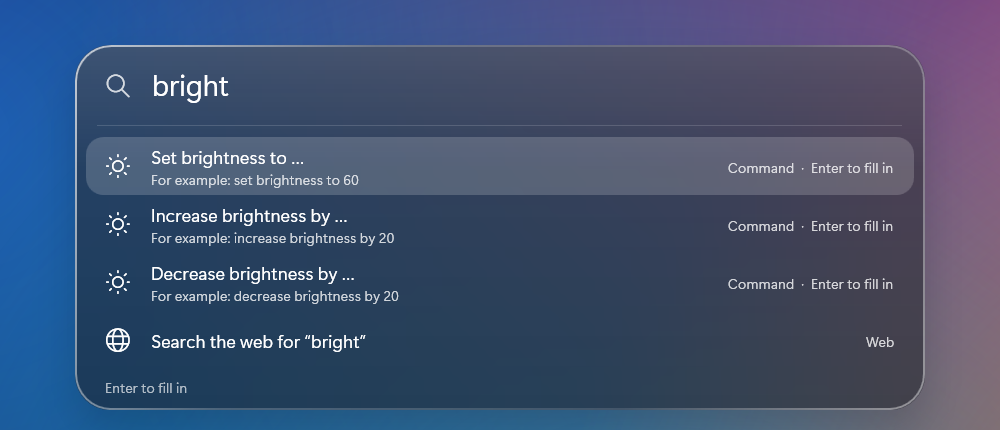 bright
Set brightness to ...
For example: set brightness to 60
Command · Enter to fill in
Increase brightness by ...
For example: increase brightness by 20
Command · Enter to fill in
Decrease brightness by ...
For example: decrease brightness by 20
Command · Enter to fill in
Search the web for “bright”
Web
Enter to fill in